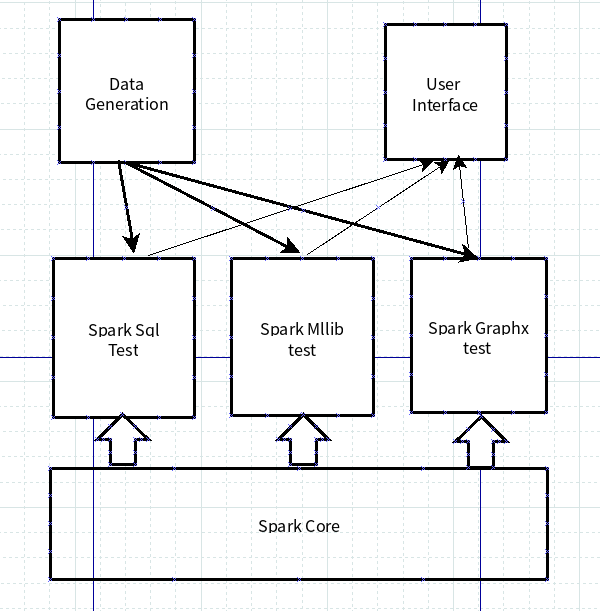 Data
Generation
User
Interface
Spark Sql
Test
Spark Mllib
test
Spark Graphx
test
Spark Core